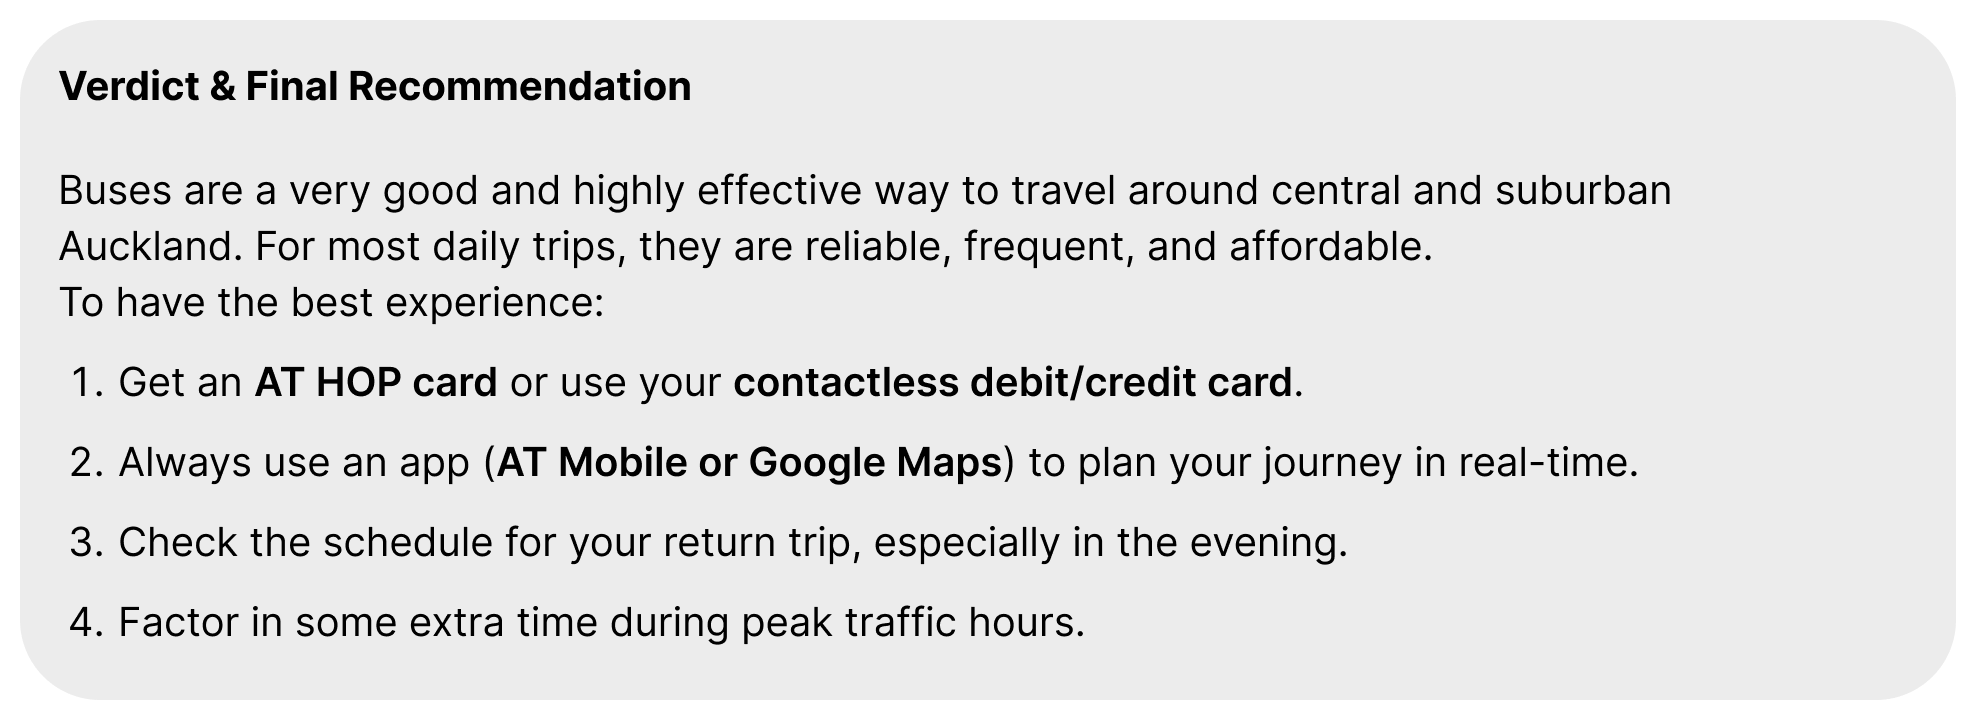 Verdict & Final Recommendation
Buses are a very good and highly effective way to travel around central and suburban
Auckland. For most daily trips, they are reliable, frequent, and affordable.
To have the best experience:
1. Get an AT HOP card or use your contactless debit/credit card.
2. Always use an app (AT Mobile or Google Maps) to plan your journey in real-time.
3. Check the schedule for your return trip, especially in the evening.
4. Factor in some extra time during peak traffic hours.